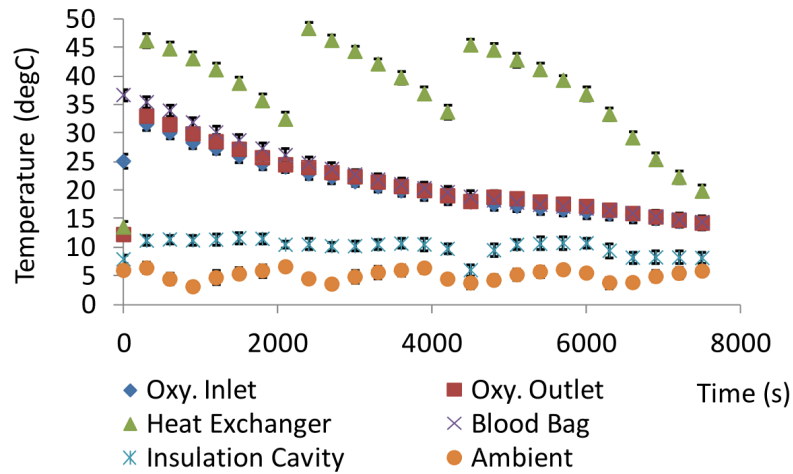 50
45
40
35
30
25
20
15
10
5
0
Temperature (degC)
0 2000 4000 6000 8000
Oxy. Inlet Oxy. Outlet Time (s)
Heat Exchanger Blood Bag
Insulation Cavity Ambient